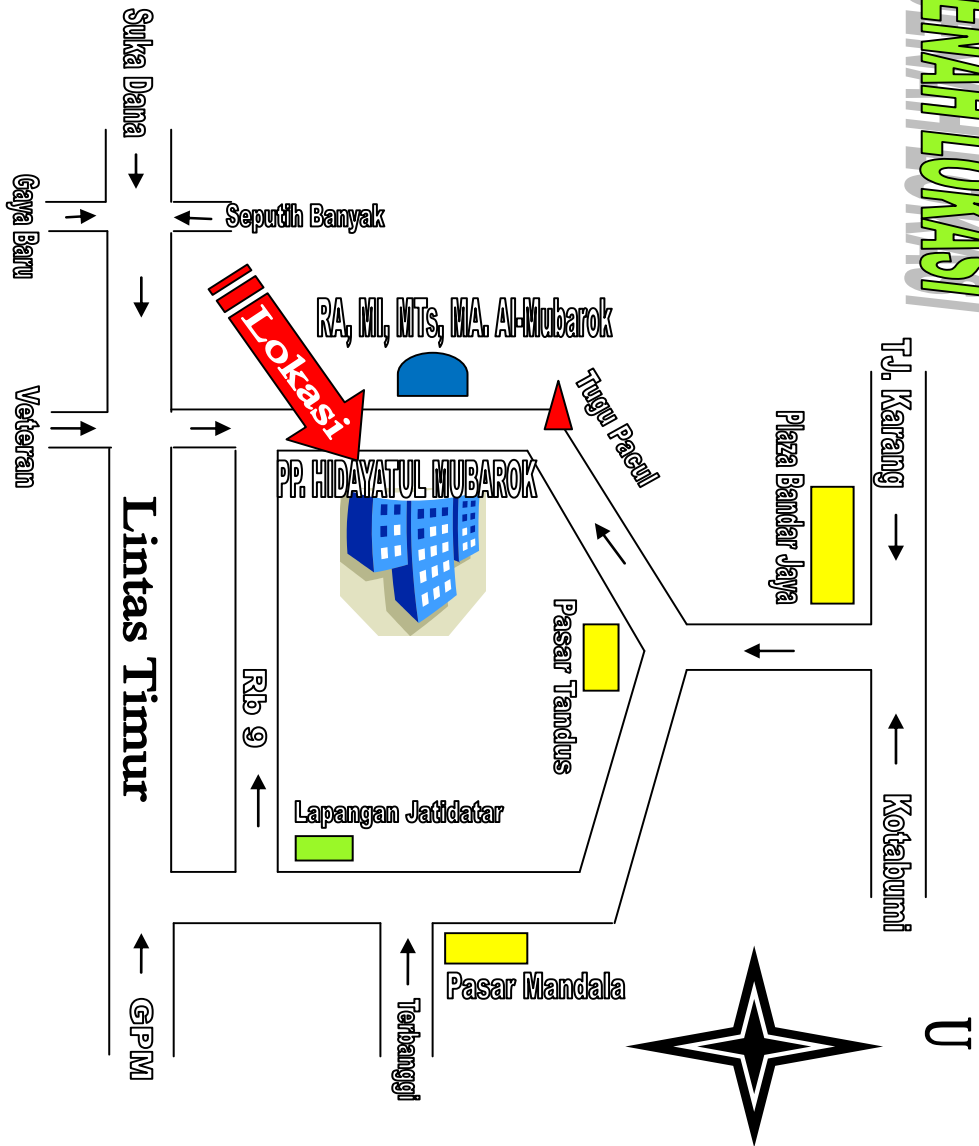 ENAH LOKASI
Suka Dana
Gaya Baru
Seputih Banyak
RA, MI, MTs, MA. Al-Mubarok
Lokasi
TJ. Karang
Tugu Pacul
Plaza Bandar Jaya
Veteran
PP. HIDAYATUL MUBAROK
Lintas Timur
Pasar Tandus
Rb 9
Lapangan Jatidatar
Kotabumi
Pasar Mandala
GPM
Terbanggi
U